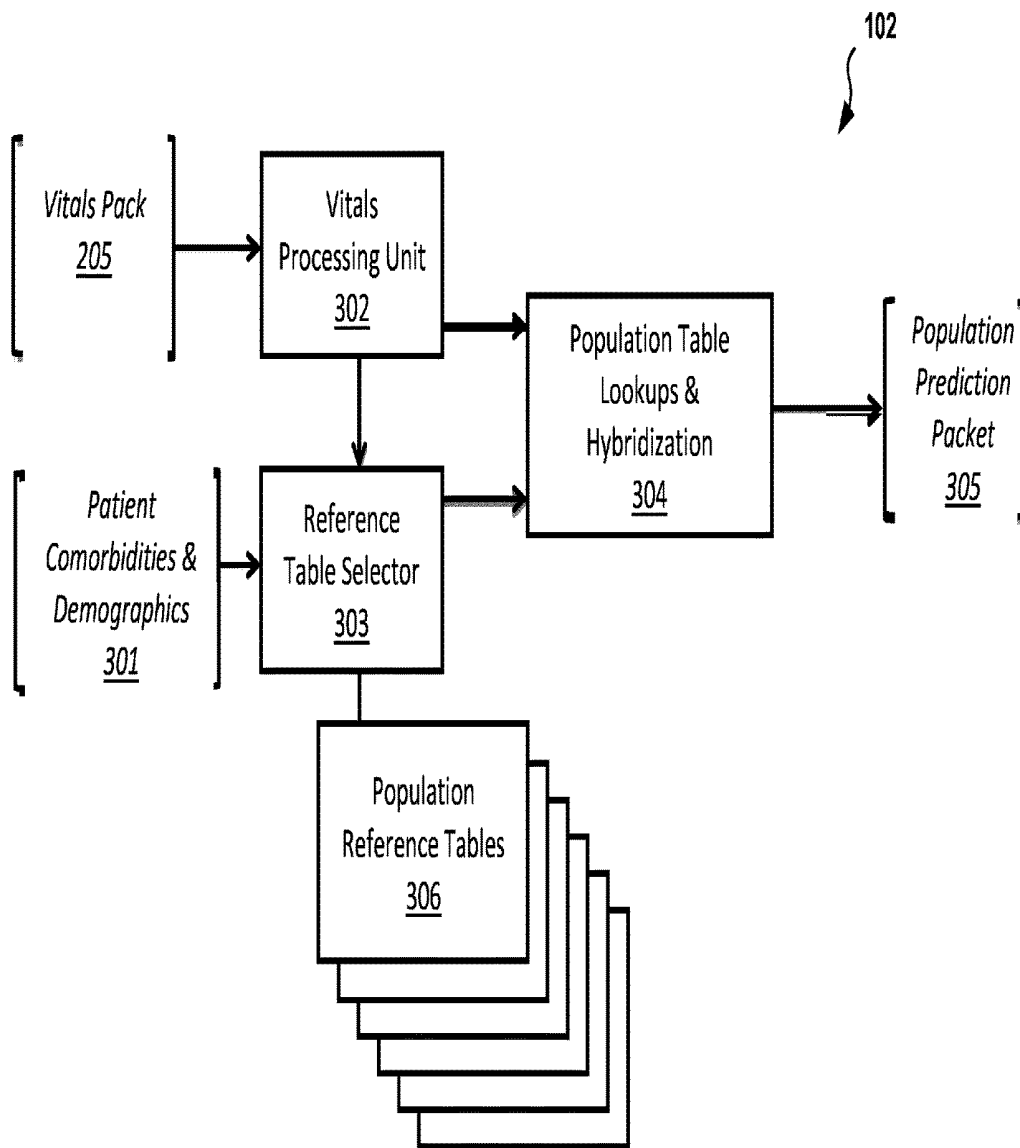 102
Vitals Pack
205
Vitals
Processing Unit
302
Population Table
Lookups &
Hybridization
304
Population
Prediction
Packet
305
Patient
Comorbidities &
Demographics
301
Reference
Table Selector
303
Population
Reference Tables
306